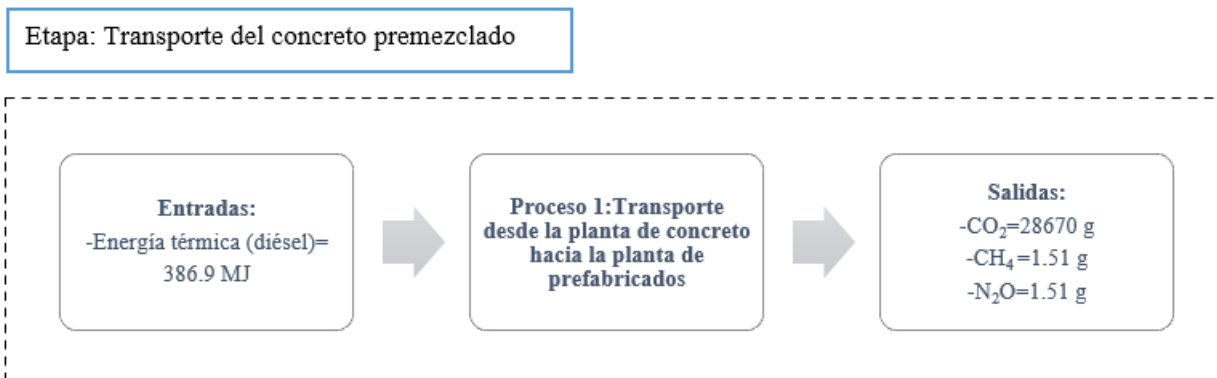 Etapa: Transporte del concreto premezclado
Entradas:
-Energía térmica (diésel)=
386.9 MJ
Proceso 1:Transporte
desde la planta de concreto
hacia la planta de
prefabricados
Salidas:
-CO₂=28670 g
-CH₄=1.51 g
-N₂O=1.51 g